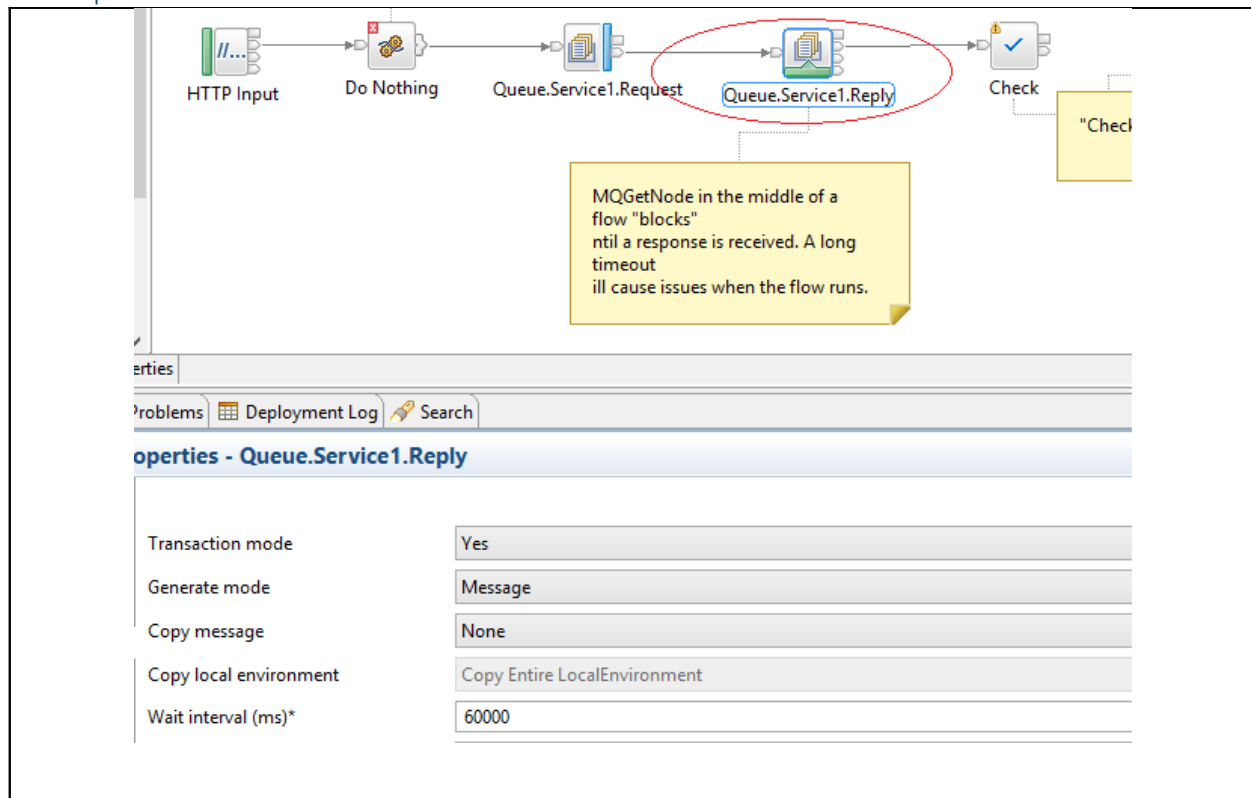 //...
HTTP Input
Do Nothing
Queue.Service1.Request
Queue.Service1.Reply
Check
"Check
MQGetNode in the middle of a
flow "blocks"
ntil a response is received. A long
timeout
ill cause issues when the flow runs.
erties
Problems
Deployment Log
Search
operties - Queue.Service1.Reply
Transaction mode
Yes
Generate mode
Message
Copy message
None
Copy local environment
Copy Entire LocalEnvironment
Wait interval (ms)*
60000